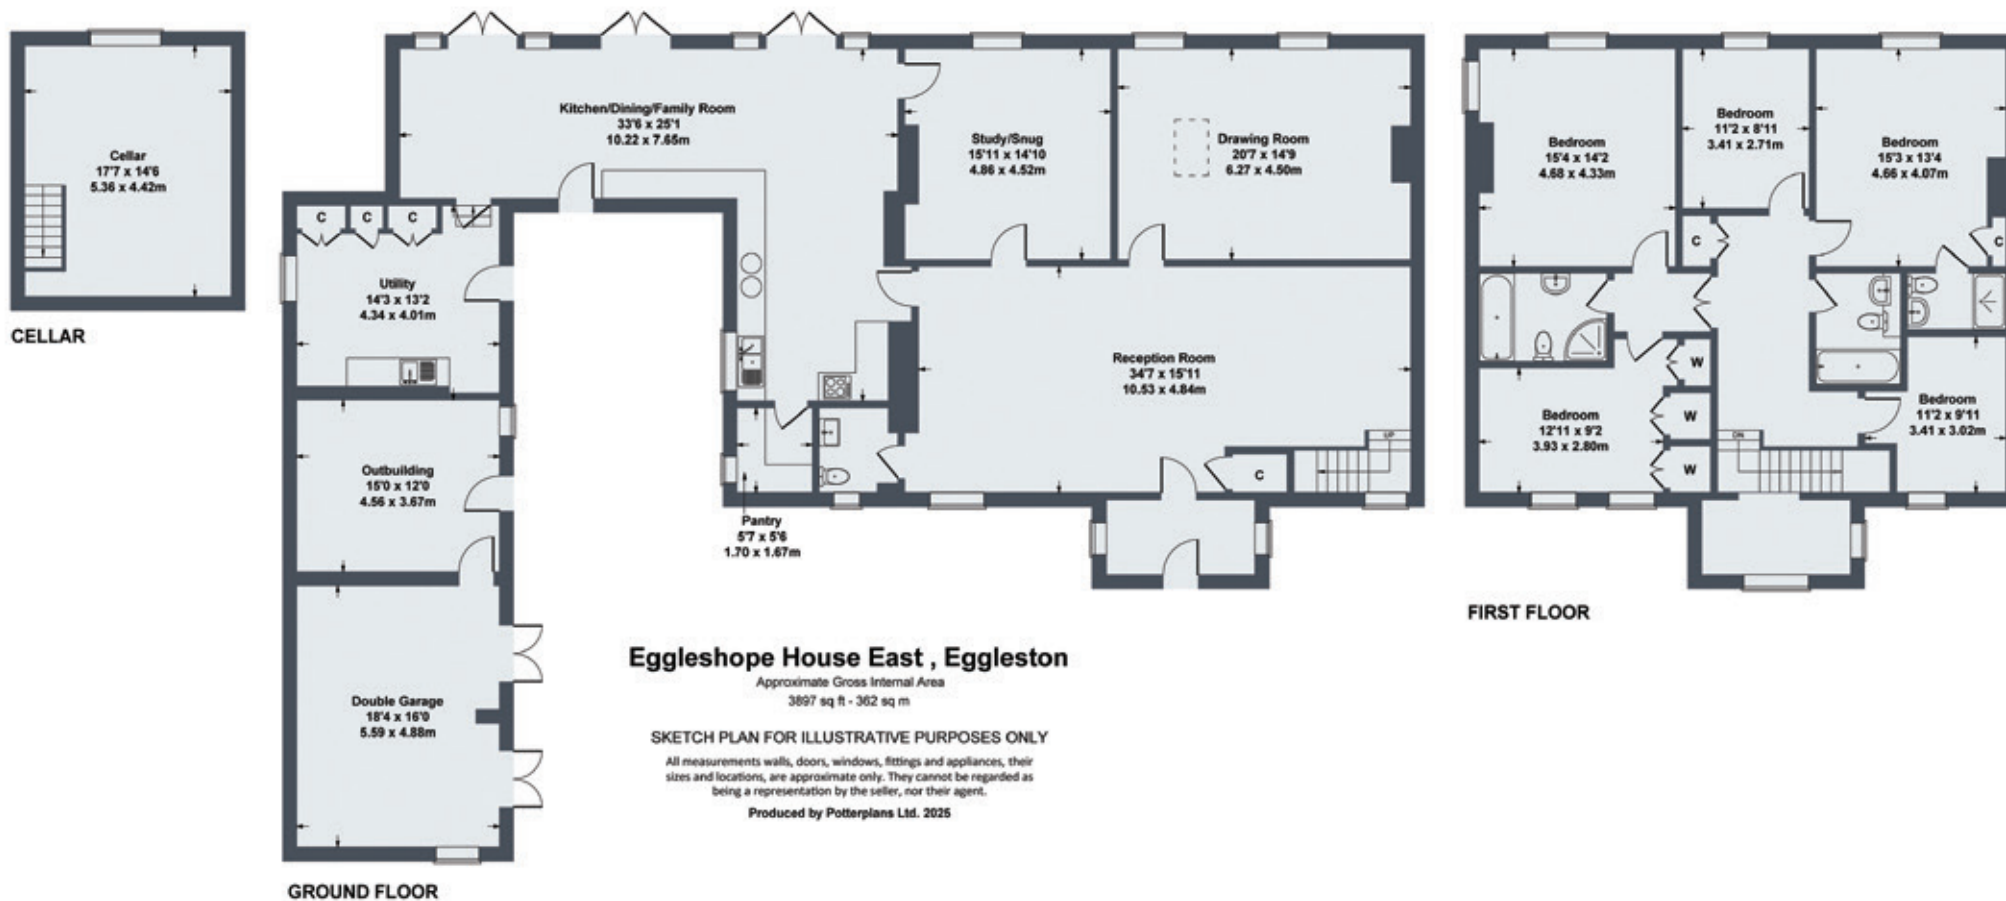 Cellar
17'7 x 14'6
5.36 x 4.42m
CELLAR
Kitchen/Dining/Family Room
33'6 x 25'1
10.22 x 7.65m
Study/Snug
15'11 x 14'10
4.86 x 4.52m
Drawing Room
20'7 x 14'9
6.27 x 4.50m
C
C
C
Utility
14'3 x 13'2
4.34 x 4.01m
Reception Room
34'7 x 15'11
10.53 x 4.84m
UP
C
Outbuilding
15'0 x 12'0
4.56 x 3.67m
Pantry
5'7 x 5'6
1.70 x 1.67m
Double Garage
18'4 x 16'0
5.59 x 4.88m
GROUND FLOOR
Bedroom
15'4 x 14'2
4.68 x 4.33m
Bedroom
11'2 x 8'11
3.41 x 2.71m
Bedroom
15'3 x 13'4
4.66 x 4.07m
C
C
W
W
W
Bedroom
12'11 x 9'2
3.93 x 2.80m
Bedroom
11'2 x 9'11
3.41 x 3.02m
DN
FIRST FLOOR
Eggleshope House East , Eggleston
Approximate Gross Internal Area
3897 sq ft - 362 sq m
SKETCH PLAN FOR ILLUSTRATIVE PURPOSES ONLY
All measurements walls, doors, windows, fittings and appliances, their
sizes and locations, are approximate only. They cannot be regarded as
being a representation by the seller, nor their agent.
Produced by Potterplans Ltd. 2025